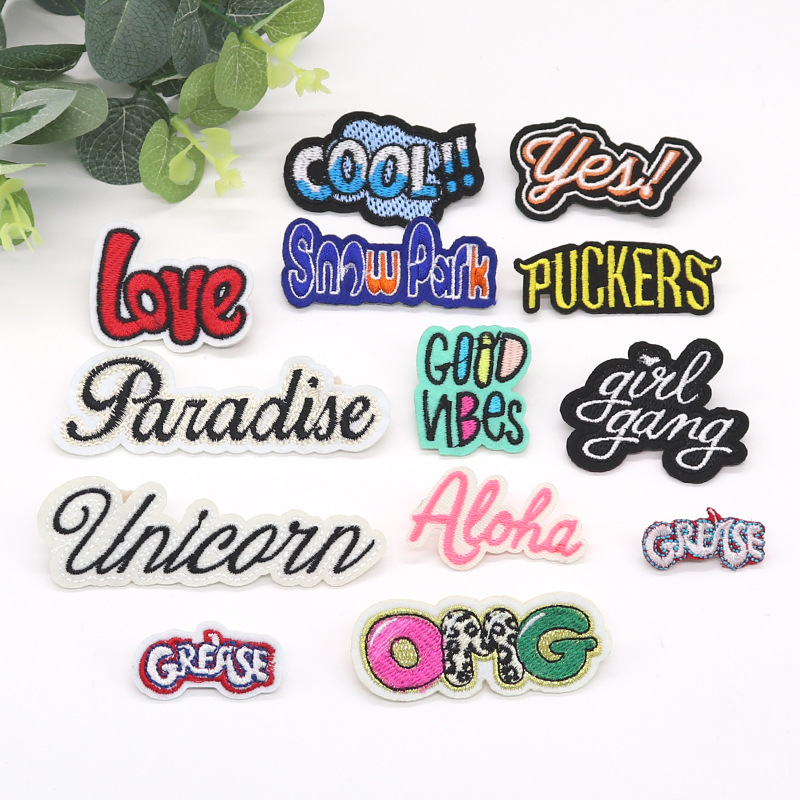 COOL!!
Yes!
Love
Snow Park
PUCKERS
Paradise
GOOD
VIBES
girl
gang
Unicorn
Aloha
GREASE
GREASE
OMG